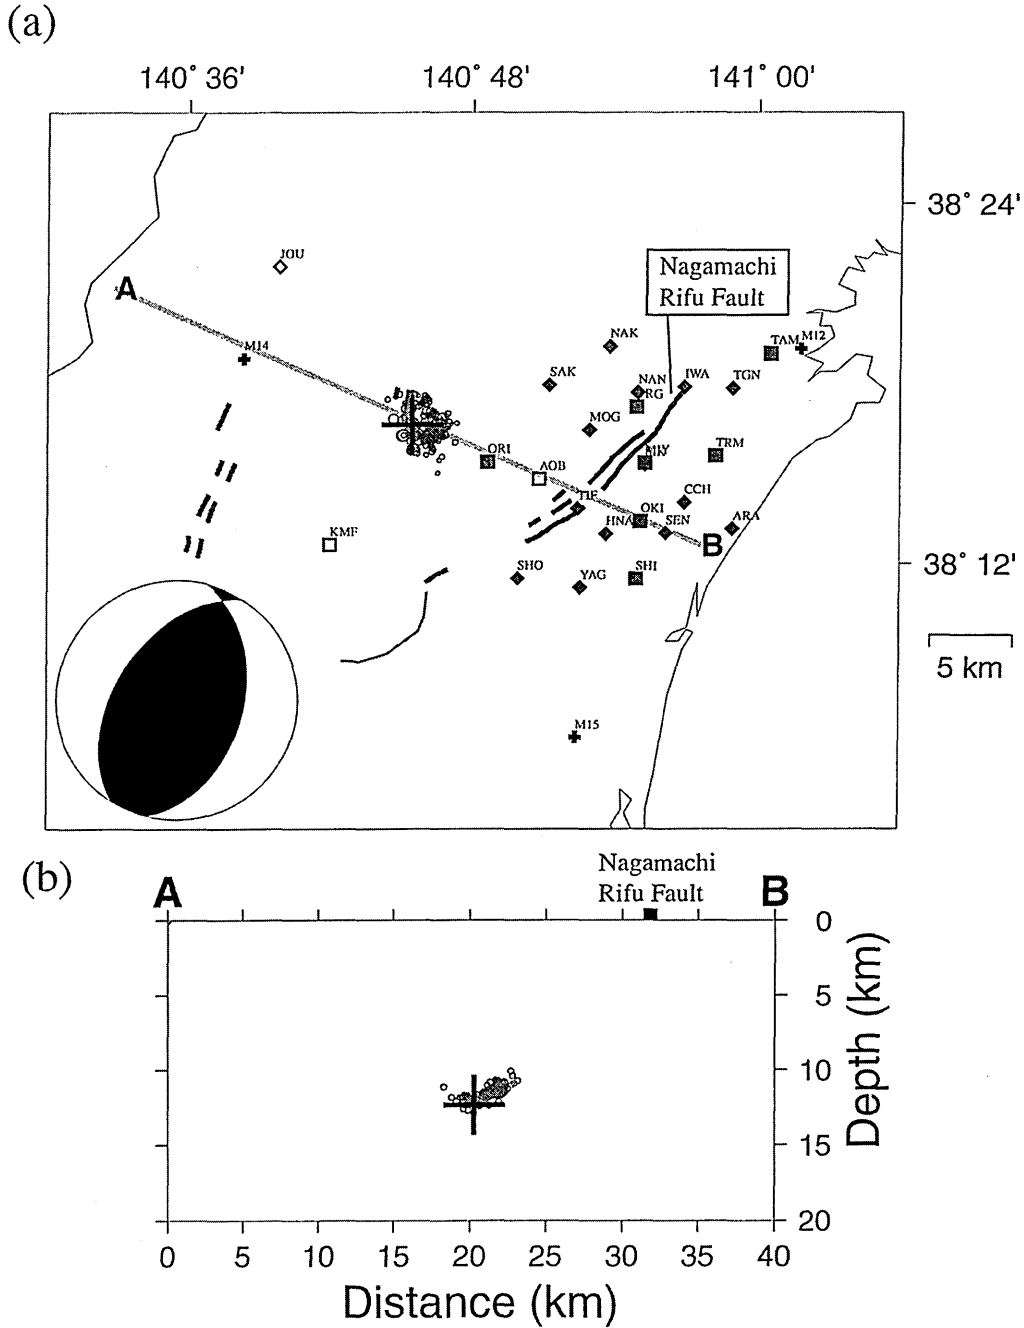 (a)
140° 36'
140° 48'
141° 00'
38° 24'
JOU
Nagamachi
Rifu Fault
A
NAK
TAM
M12
M14
SAK
NAN
IWA
TGN
RG
MOG
ORI
TRM
AOB
CCH
OKI
ARA
KMF
HNA
SEN
B
38° 12'
SHO
YAG
SHI
5 km
M15
(b)
A
Nagamachi
Rifu Fault
B
0
5
10
15
20
Depth (km)
0
5
10
15
20
25
30
35
40
Distance (km)